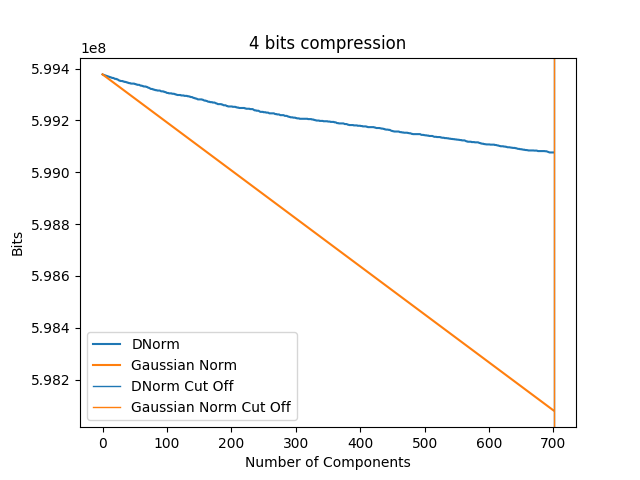 4 bits compression
1e8
5.994
5.992
5.990
5.988
5.986
5.984
5.982
Bits
DNorm
Gaussian Norm
DNorm Cut Off
Gaussian Norm Cut Off
0 100 200 300 400 500 600 700
Number of Components